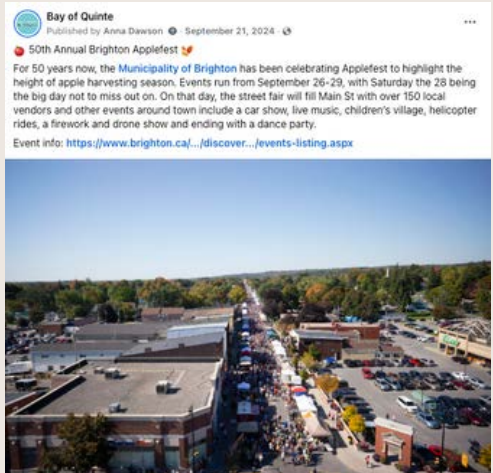 Bay of Quinte
Published by Anna Dawson · September 21, 2024 ·
🍎 50th Annual Brighton Applefest 🍂
For 50 years now, the Municipality of Brighton has been celebrating Applefest to highlight the
height of apple harvesting season. Events run from September 26-29, with Saturday the 28 being
the big day not to miss out on. On that day, the street fair will fill Main St with over 150 local
vendors and other events around town include a car show, live music, children's village, helicopter
rides, a firework and drone show and ending with a dance party.
Event info: https://www.brighton.ca/.../discover.../events-listing.aspx